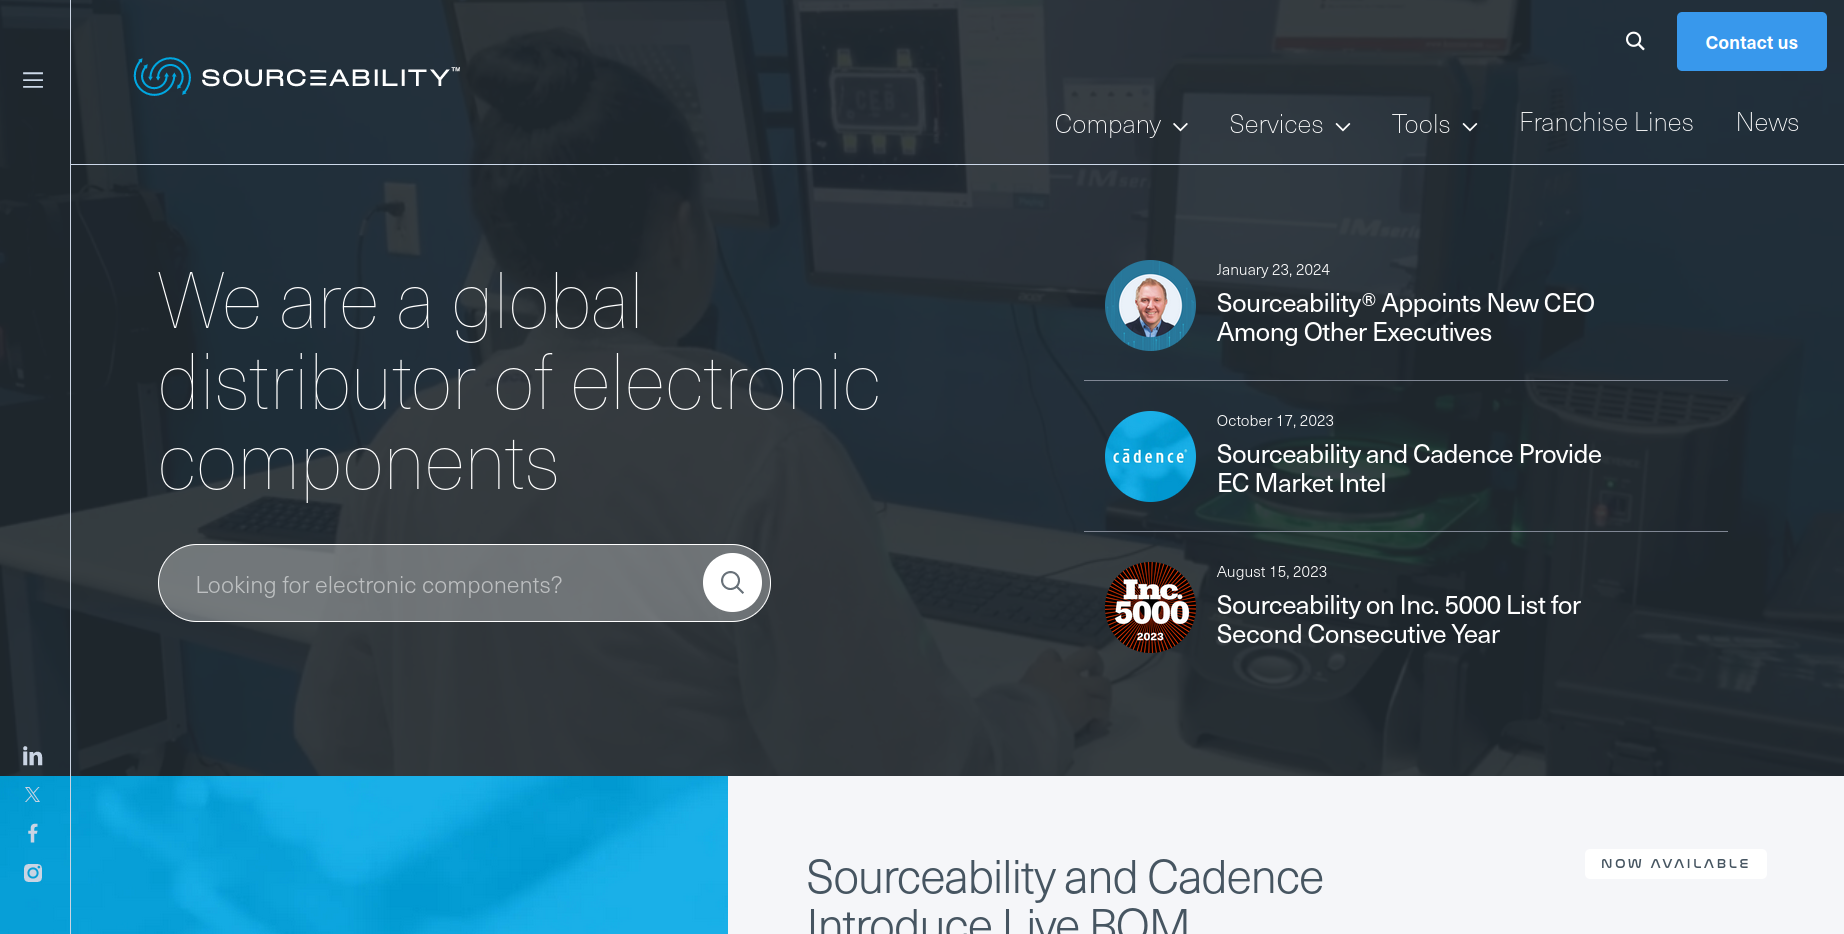 SOURCEABILITY™
Contact us
Company
Services
Tools
Franchise Lines
News
We are a global
distributor of electronic
components
Looking for electronic components?
January 23, 2024
Sourceability® Appoints New CEO
Among Other Executives
October 17, 2023
cādence
Sourceability and Cadence Provide
EC Market Intel
August 15, 2023
Inc.
5000
2023
Sourceability on Inc. 5000 List for
Second Consecutive Year
in
Sourceability and Cadence
Introduce Live BOM
NOW AVAILABLE